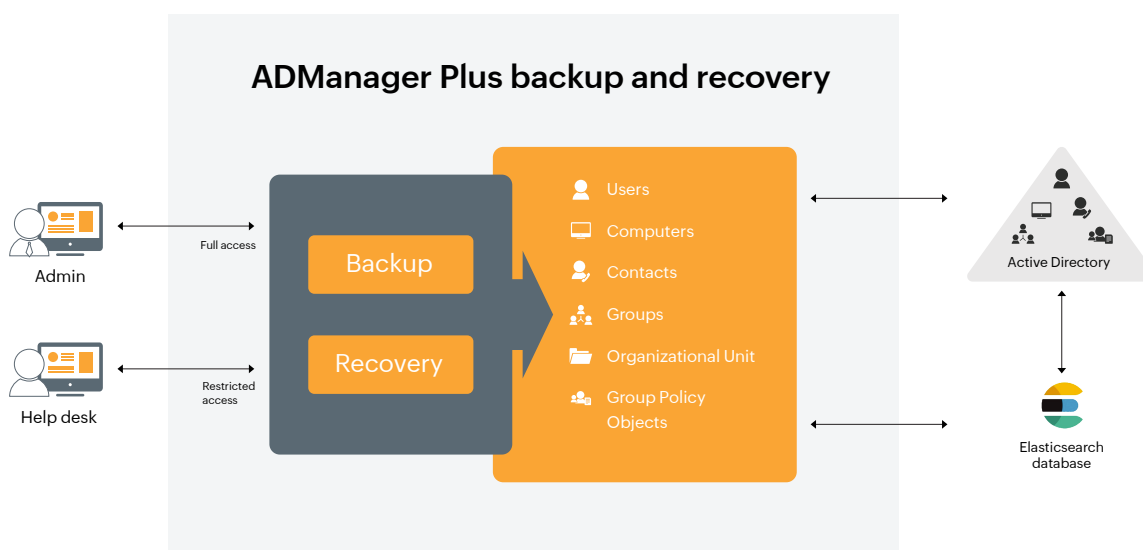 ADManager Plus backup and recovery
Admin
Full access
Help desk
Restricted
access
Backup
Recovery
Users
Computers
Contacts
Groups
Organizational Unit
Group Policy
Objects
Active Directory
Elasticsearch
database